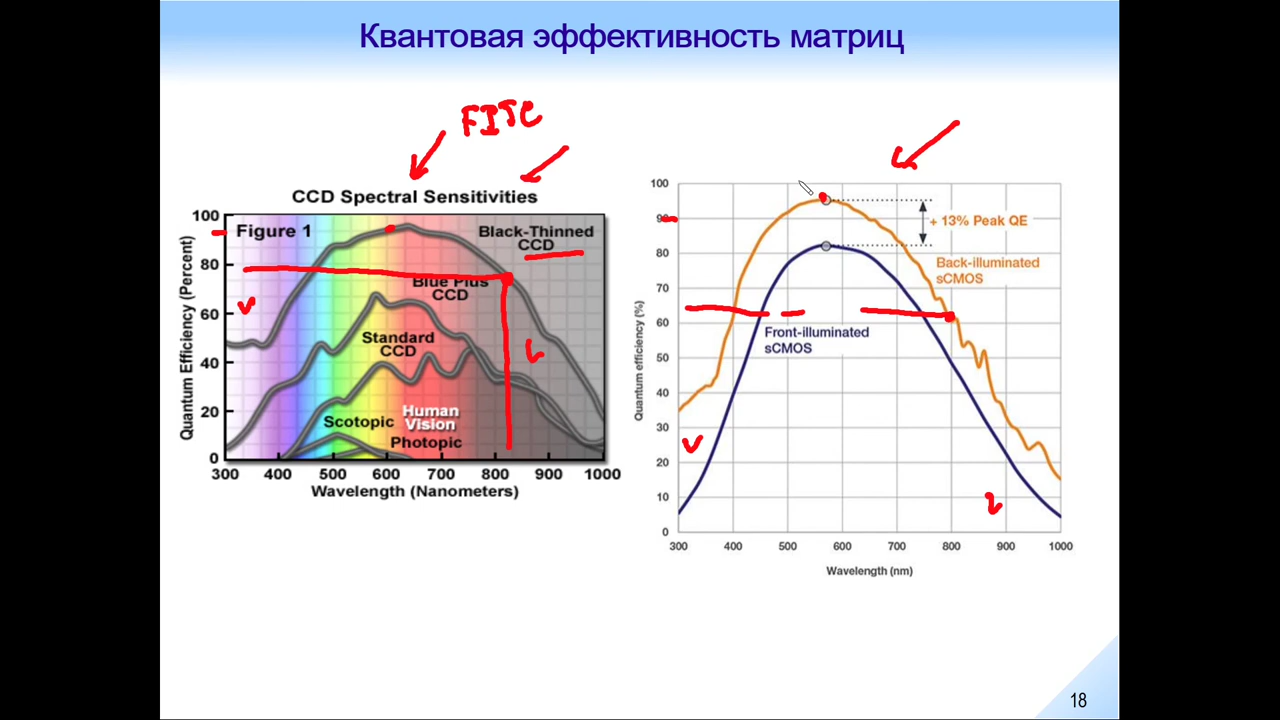 Квантовая эффективность матриц
FITC
CCD Spectral Sensitivities
Quantum Efficiency (Percent)
100
80
60
40
20
0
Figure 1
Black-Thinned
CCD
Blue Plus
CCD
Standard
CCD
Human
Vision
Scotopic
Photopic
300 400 500 600 700 800 900 1000
Wavelength (Nanometers)
Quantum efficiency (%)
100
90
80
70
60
50
40
30
20
10
0
+ 13% Peak QE
Back-illuminated
sCMOS
Front-illuminated
sCMOS
300 400 500 600 700 800 900 1000
Wavelength (nm)
18